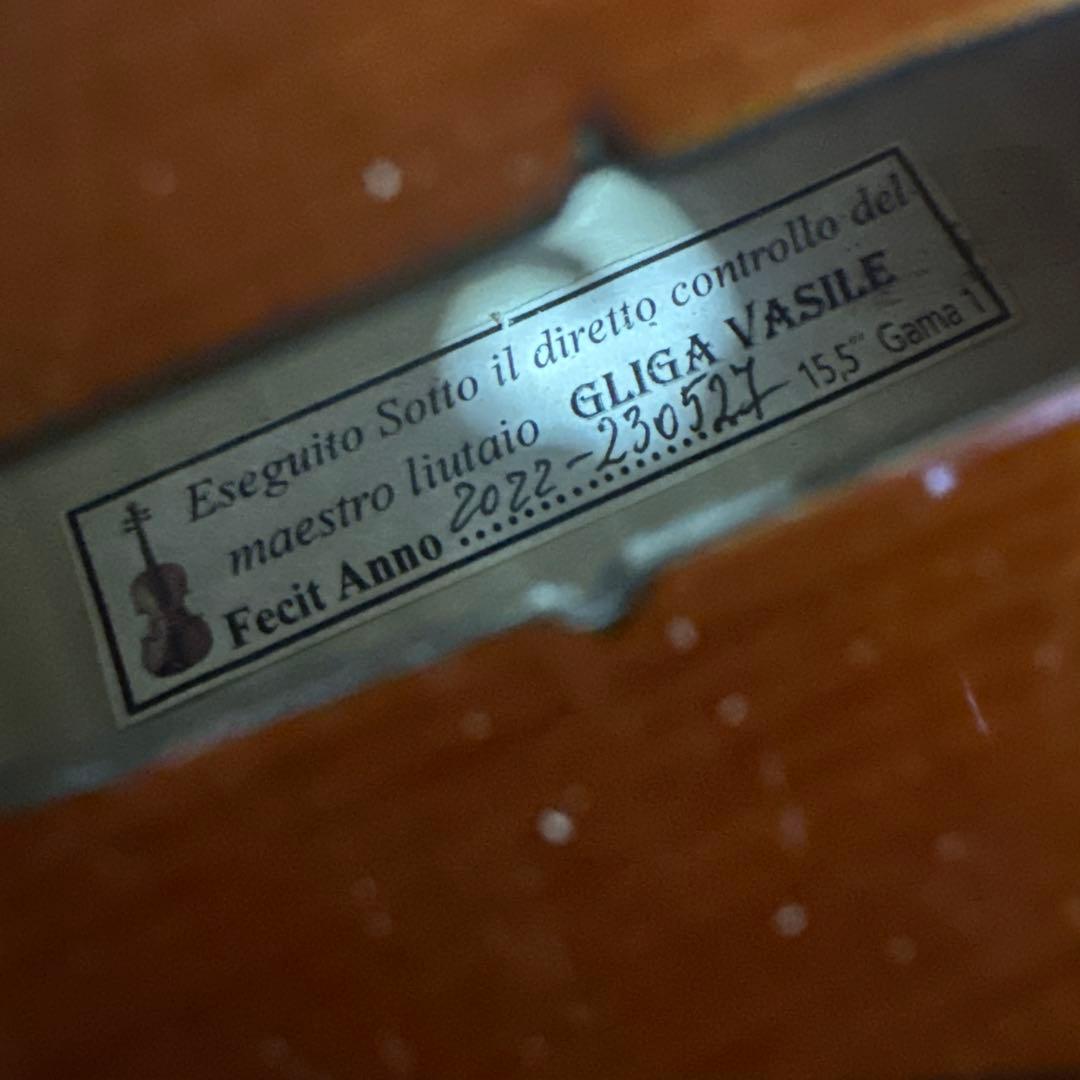 Eseguito Sotto il diretto controllo del
maestro liutaio GLIGA VASILE
Fecit Anno 2022-230527 15,5" Gama 1